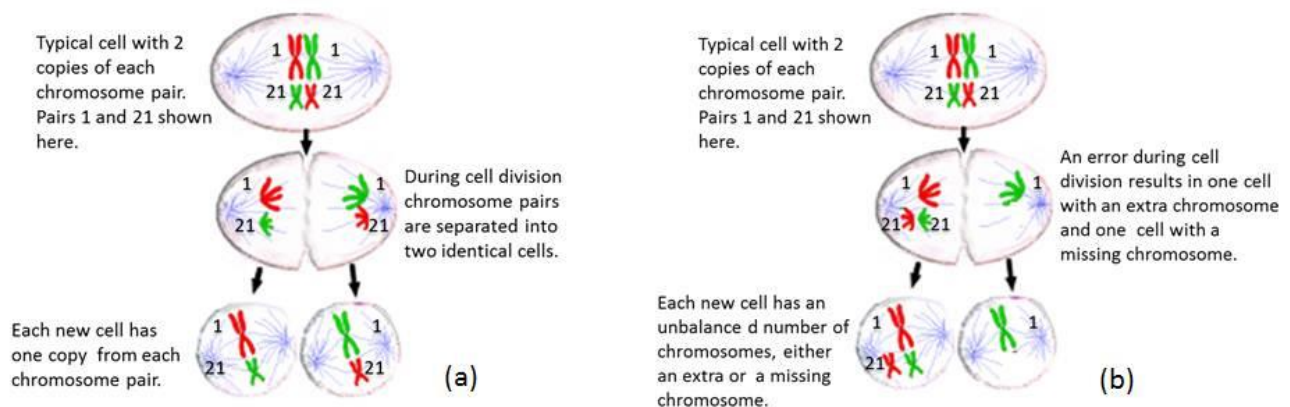 Typical cell with 2
copies of each
chromosome pair.
Pairs 1 and 21 shown
here.
1 1
21 21
During cell division
chromosome pairs
are separated into
two identical cells.
1 1
21 21
Each new cell has
one copy from each
chromosome pair.
1 1
21
(a)
Typical cell with 2
copies of each
chromosome pair.
Pairs 1 and 21 shown
here.
1 1
21 21
An error during cell
division results in one cell
with an extra chromosome
and one cell with a
missing chromosome.
1 1
21 21
Each new cell has an
unbalance d number of
chromosomes, either
an extra or a missing
chromosome.
1 1
21
(b)